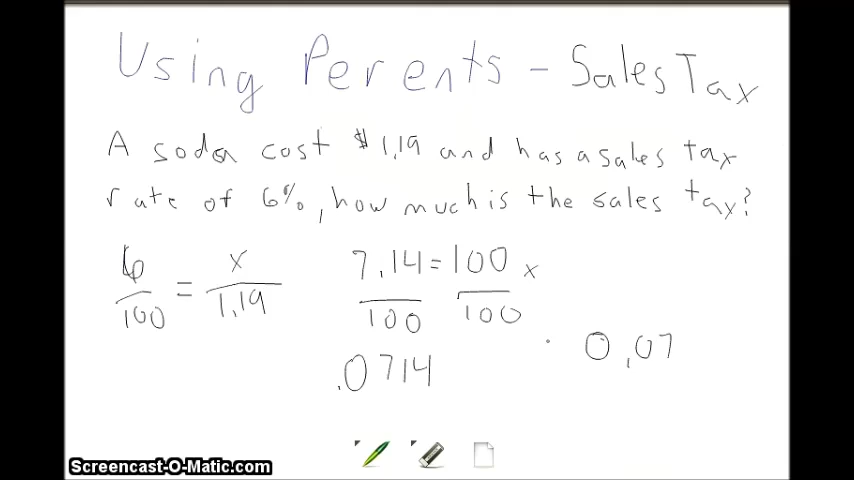 Using Perents - Sales Tax
A soda cost $1.19 and has a sales tax
rate of 6%, how much is the sales tax?
6/100 = x/1.19
7.14/100 = 100x/100
.0714
0.07
Screencast-O-Matic.com